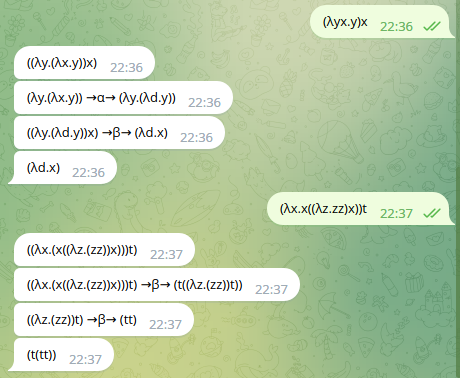 (λyx.y)x 22:36
((λy.(λx.y))x) 22:36
(λy.(λx.y)) →α→ (λy.(λd.y)) 22:36
((λy.(λd.y))x) →β→ (λd.x) 22:36
(λd.x) 22:36
(λx.x((λz.zz)x))t 22:37
((λx.(x((λz.(zz))x)))t) 22:37
((λx.(x((λz.(zz))x)))t) →β→ (t((λz.(zz))t)) 22:37
((λz.(zz))t) →β→ (tt) 22:37
(t(tt)) 22:37